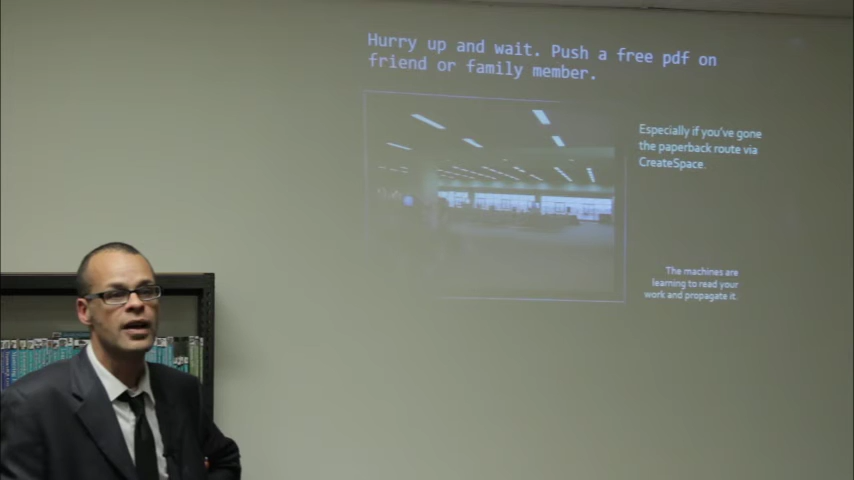 Hurry up and wait. Push a free pdf on
friend or family member.
Especially if you've gone
the paperback route via
CreateSpace.
The machines are
learning to read your
work and propagate it.